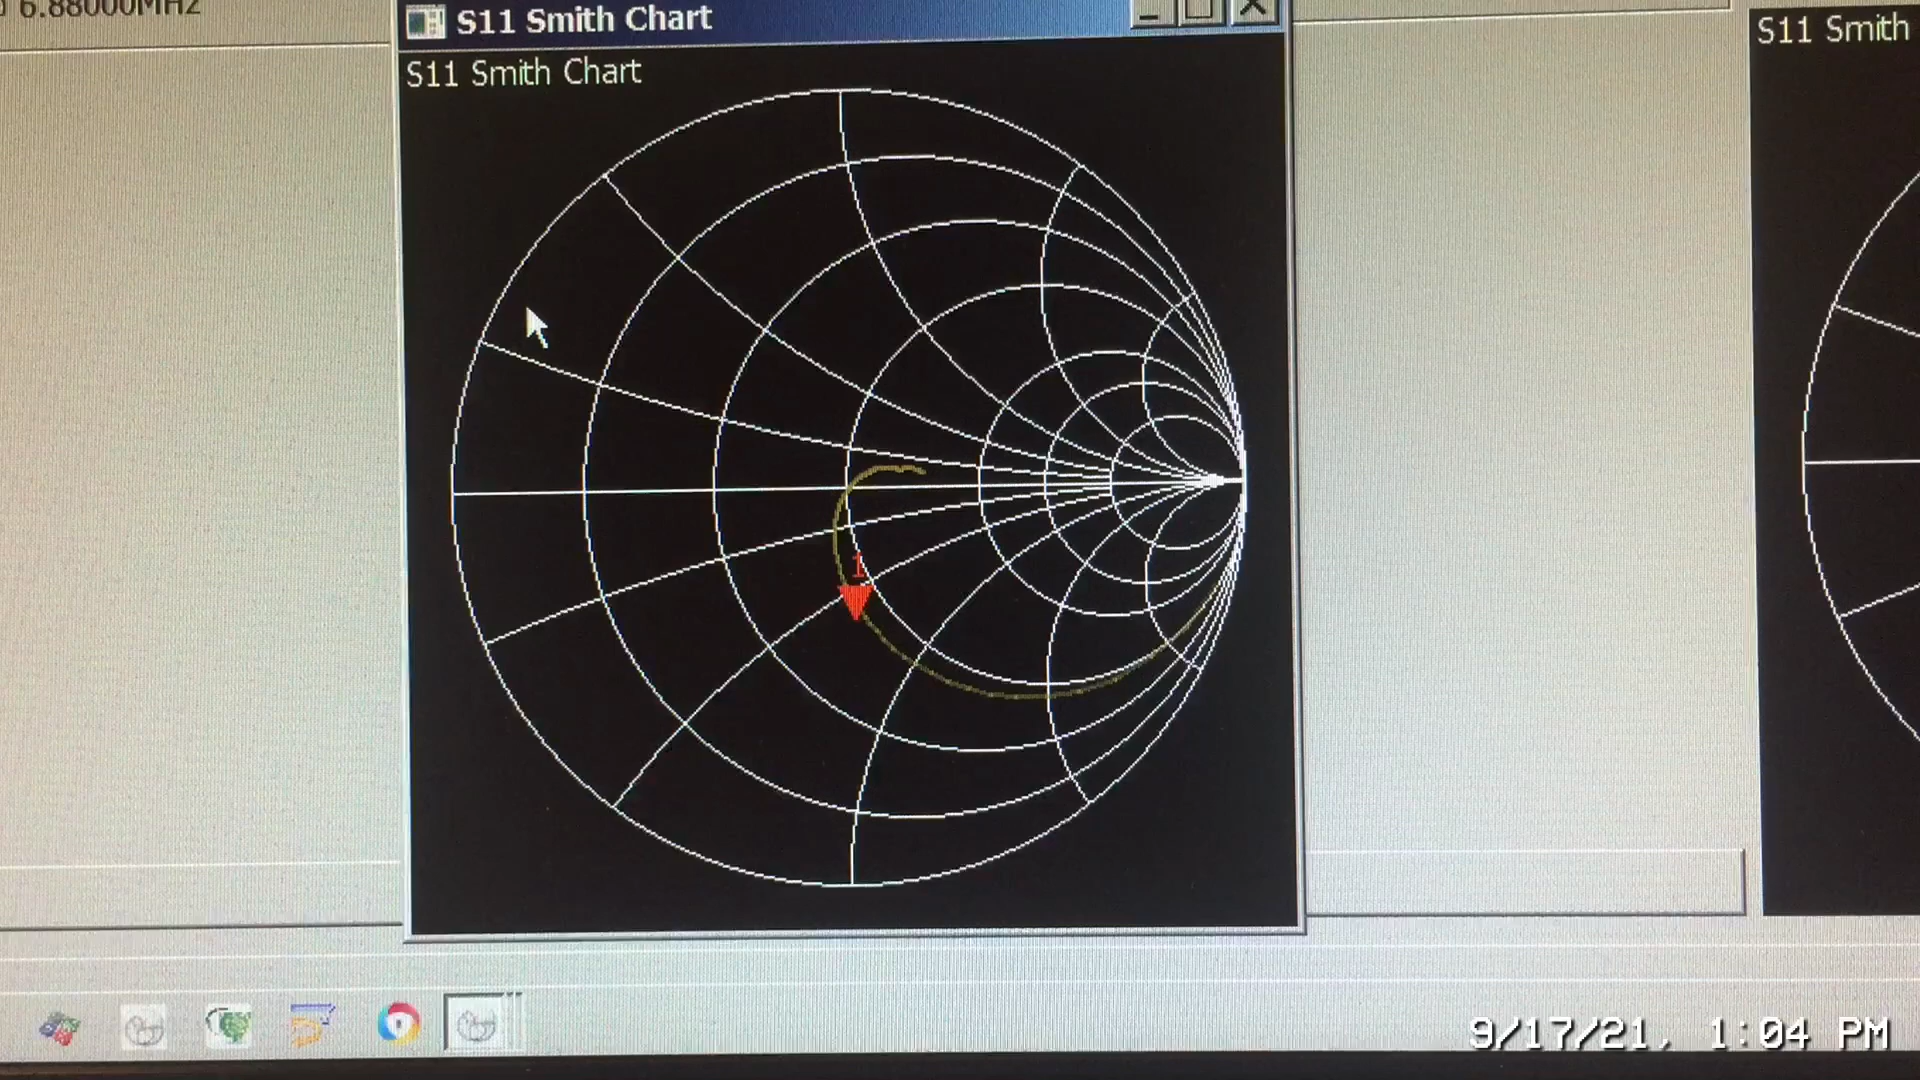 6.88000MHz
S11 Smith Chart
S11 Smith Chart
S11 Smith
1
9/17/21, 1:04 PM